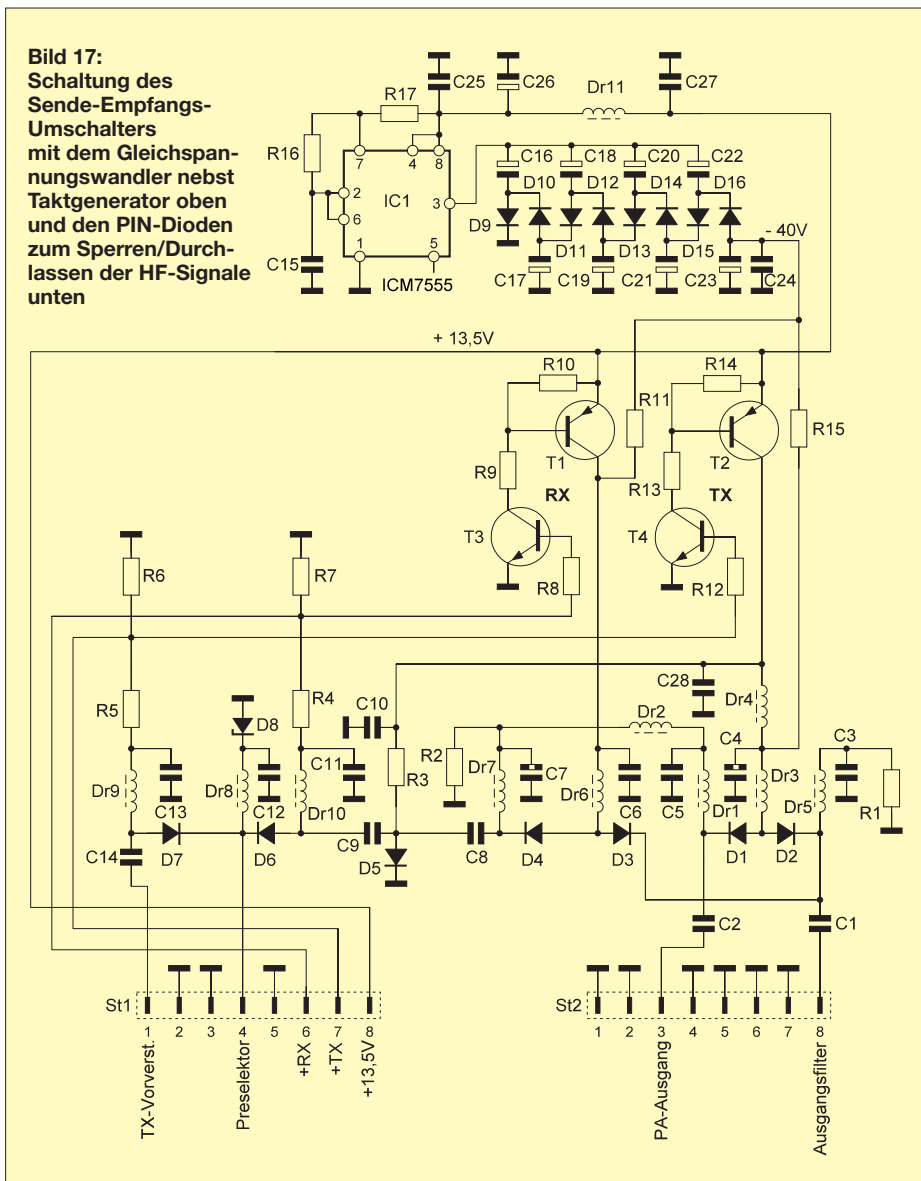 Bild 17:
Schaltung des
Sende-Empfangs-
Umschalters
mit dem Gleichspan-
nungswandler nebst
Taktgenerator oben
und den PIN-Dioden
zum Sperren/Durch-
lassen der HF-Signale
unten
C25
C26
Dr11
C27
R17
R16
7
4
8
2
6
IC1
3
1
5
C15
ICM7555
C16
C18
C20
C22
D10
D12
D14
D16
D9
D11
D13
D15
- 40V
C17
C19
C21
C23
C24
+ 13,5V
R10
R14
R11
R15
T1
T2
R9
RX
R13
TX
T3
T4
R8
R12
R6
R7
R5
R4
D8
C10
R3
R2
Dr7
Dr2
C28
Dr4
C4
C3
Dr9
C13
Dr8
C12
Dr10
C11
C7
Dr6
C6
C5
Dr1
Dr3
Dr5
R1
C14
D7
D6
C9
D5
C8
D4
D3
D1
D2
C2
C1
St1
1
2
3
4
5
6
7
8
TX-Vorverst.
Preselektor
+RX
+TX
+13,5V
St2
1
2
3
4
5
6
7
8
PA-Ausgang
Ausgangsfilter